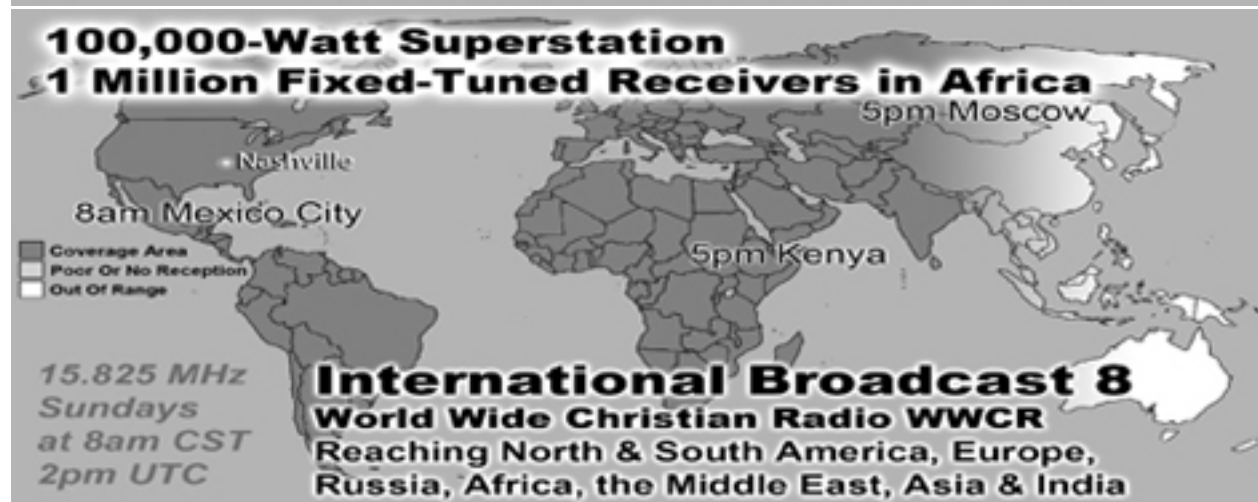 100,000-Watt Superstation
1 Million Fixed-Tuned Receivers in Africa
5pm Moscow
Nashville
8am Mexico City
Coverage Area
Poor Or No Reception
Out Of Range
5pm Kenya
15.825 MHz
Sundays
at 8am CST
2pm UTC
International Broadcast 8
World Wide Christian Radio WWCR
Reaching North & South America, Europe,
Russia, Africa, the Middle East, Asia & India